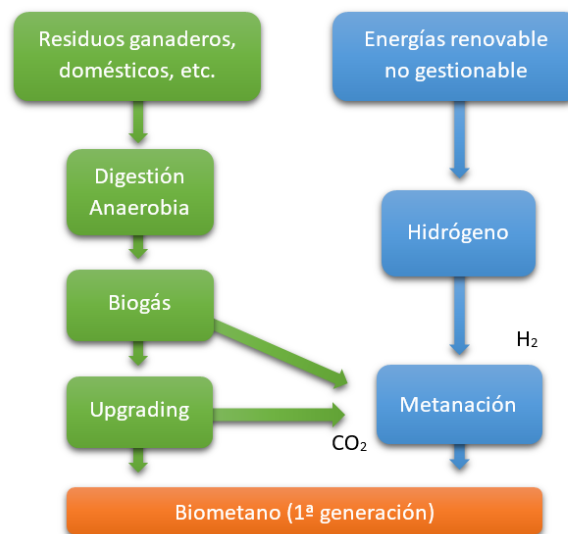 Residuos ganaderos,
domésticos, etc.
Energías renovable
no gestionable
Digestión
Anaerobia
Hidrógeno
Biogás
H₂
Upgrading
Metanación
CO₂
Biometano (1ª generación)